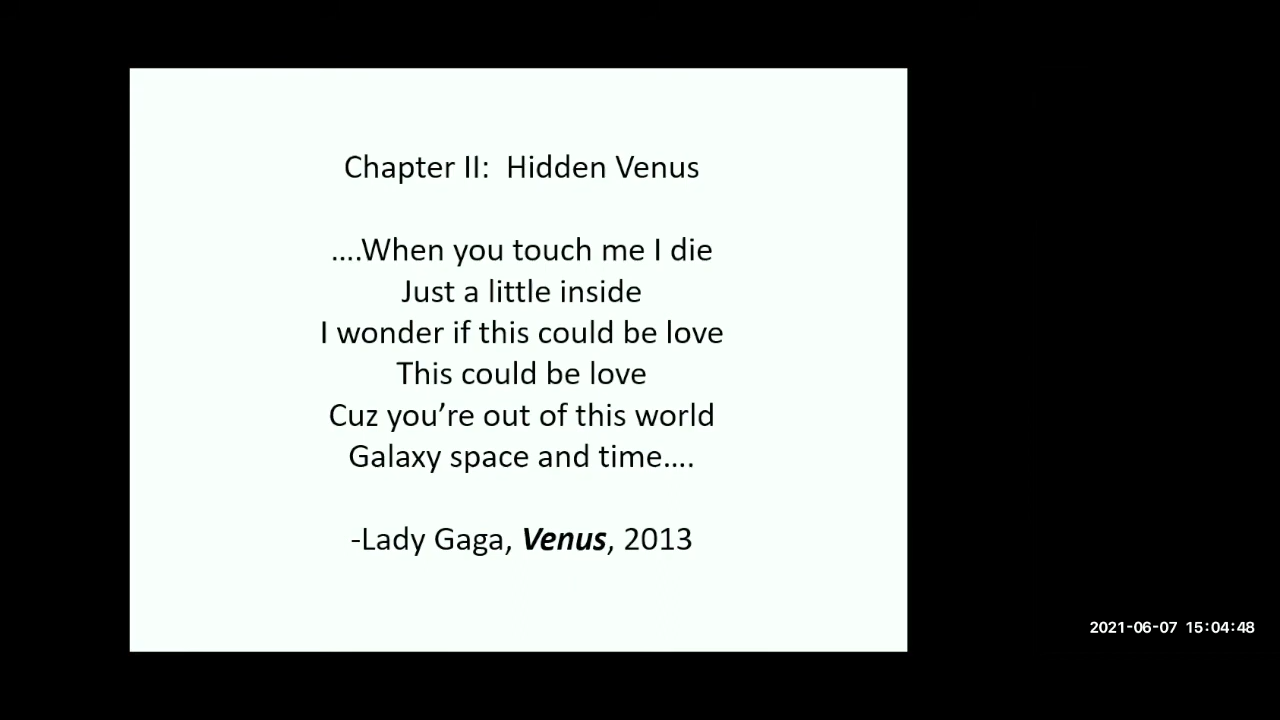 Chapter II:  Hidden Venus
....When you touch me I die
Just a little inside
I wonder if this could be love
This could be love
Cuz you’re out of this world
Galaxy space and time....
-Lady Gaga, Venus, 2013
2021-06-07 15:04:48